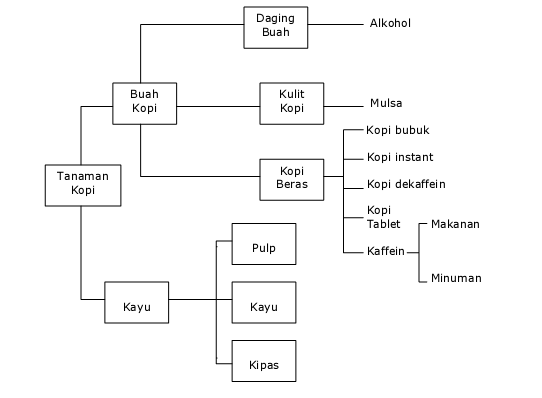 Daging
Buah
Alkohol
Buah
Kopi
Kulit
Kopi
Mulsa
Kopi bubuk
Kopi instant
Kopi
Beras
Kopi dekaffein
Tanaman
Kopi
Kopi
Tablet
Makanan
Kaffein
Pulp
Minuman
Kayu
Kayu
Kipas